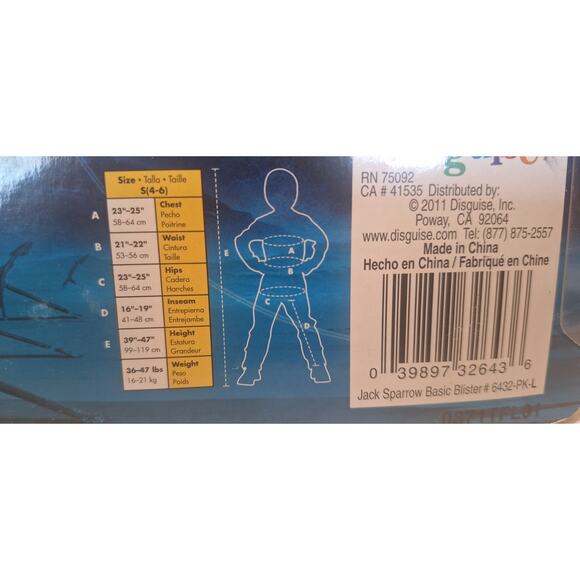 Size • Talla • Taille
S(4-6)
A
23"-25"
58-64 cm
Chest
Pecho
Poitrine
B
21"-22"
53-56 cm
Waist
Cintura
Taille
C
23"-25"
58-64 cm
Hips
Cadera
Hanches
D
16"-19"
41-48 cm
Inseam
Entrepierna
Entrejambe
E
39"-47"
99-119 cm
Height
Estatura
Grandeur
36-47 lbs
16-21 kg
Weight
Peso
Poids
E
A
B
C
D
RN 75092
CA # 41535 Distributed by:
© 2011 Disguise, Inc.
Poway, CA 92064
www.disguise.com Tel: (877) 875-2557
Made in China
Hecho en China / Fabriqué en Chine
0 39897 32643 6
Jack Sparrow Basic Blister# 6432-PK-L